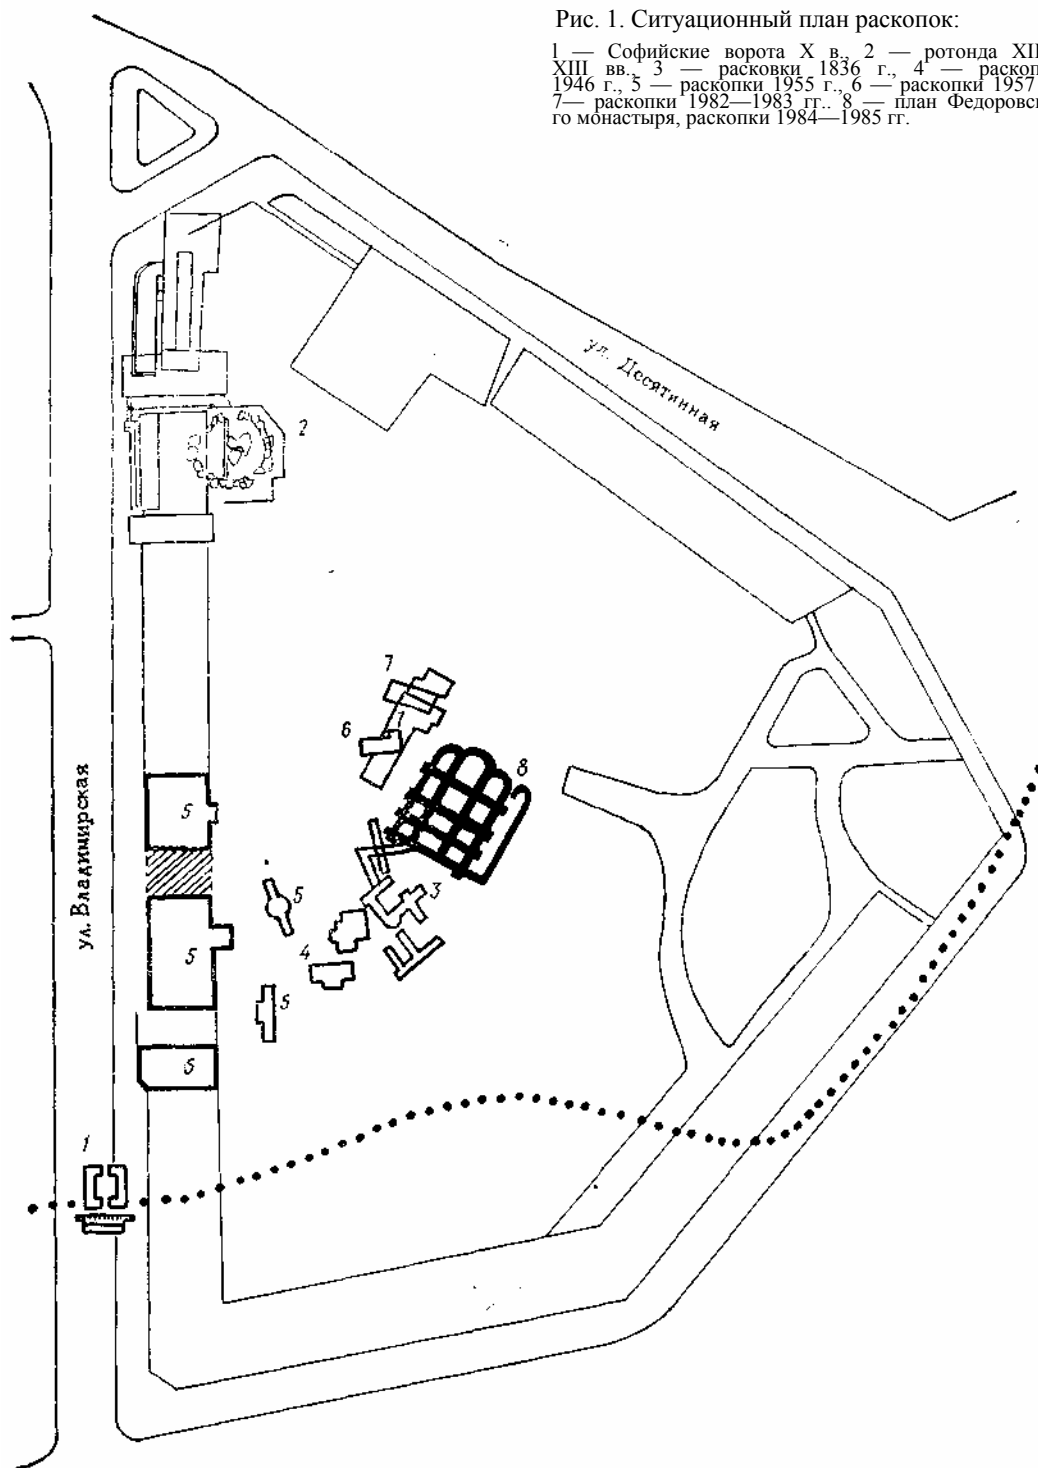 Рис. 1. Ситуационный план раскопок:
1 — Софийские ворота X в., 2 — ротонда XII
XIII вв., 3 — расковки 1836 г., 4 — раскоп
1946 г., 5 — раскопки 1955 г., 6 — раскопки 1957
7— раскопки 1982—1983 гг.. 8 — план Федоровс
го монастыря, раскопки 1984—1985 гг.
ул. Десятинная
2
7
1
6
8
5
ул. Владимирская
5
3
5
4
5
6
1